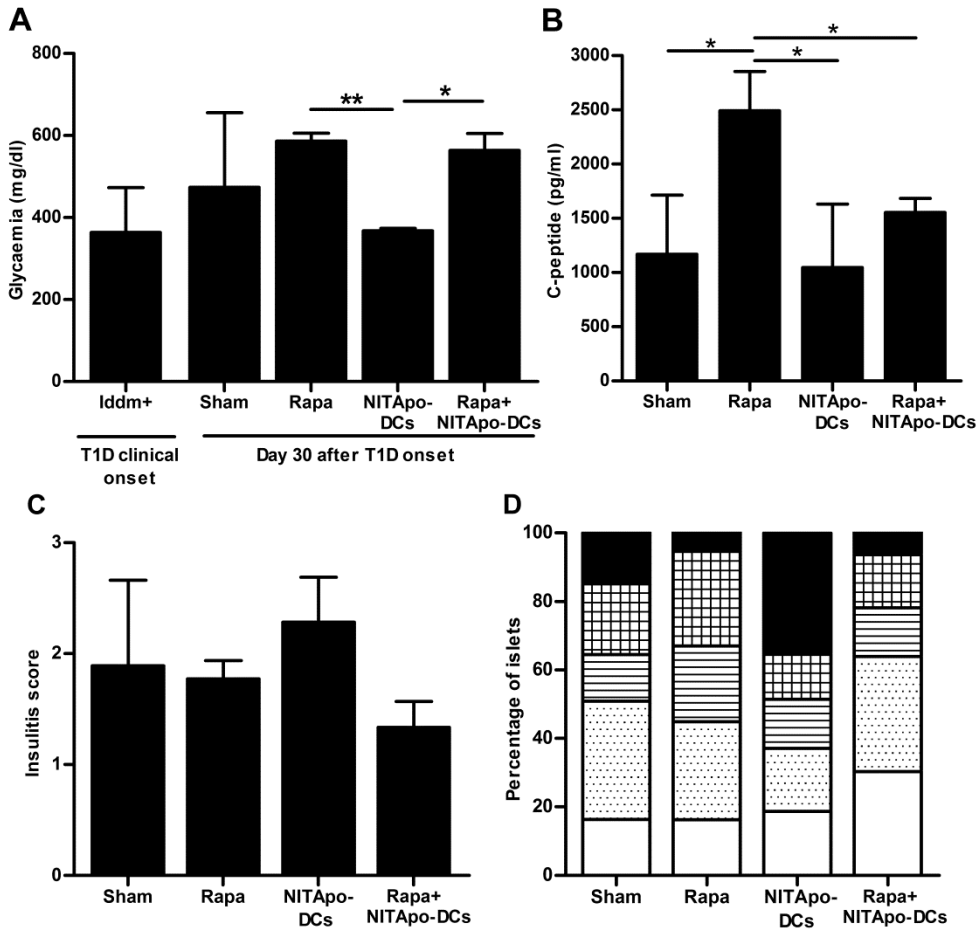 A
Glycaemia (mg/dl)
800
600
400
200
0
** *
Iddm+ Sham Rapa NITApo- Rapa+
DCs NITApo-DCs
T1D clinical Day 30 after T1D onset
onset
B
C-peptide (pg/ml)
3000
2500
2000
1500
1000
500
0
* * *
Sham Rapa NITApo- Rapa+
DCs NITApo-DCs
C
Insulitis score
3
2
1
0
Sham Rapa NITApo- Rapa+
DCs NITApo-DCs
D
Percentage of islets
100
80
60
40
20
0
Sham Rapa NITApo- Rapa+
DCs NITApo-DCs